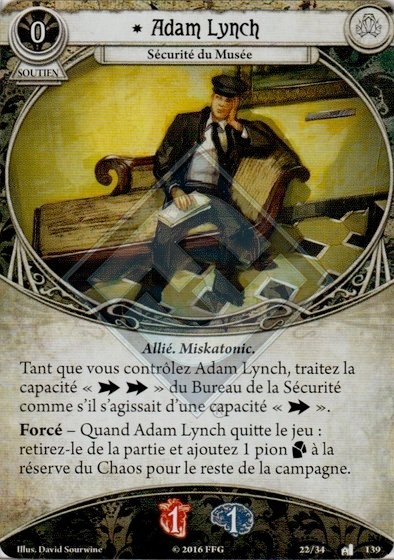 0
✷ Adam Lynch
Sécurité du Musée
SOUTIEN
Allié. Miskatonic.
Tant que vous contrôlez Adam Lynch, traitez la
capacité « » du Bureau de la Sécurité
comme s'il s'agissait d'une capacité « ».
Forcé – Quand Adam Lynch quitte le jeu :
retirez-le de la partie et ajoutez 1 pion à la
réserve du Chaos pour le reste de la campagne.
1 1
Illus. David Sourwine © 2016 FFG 22/34 139